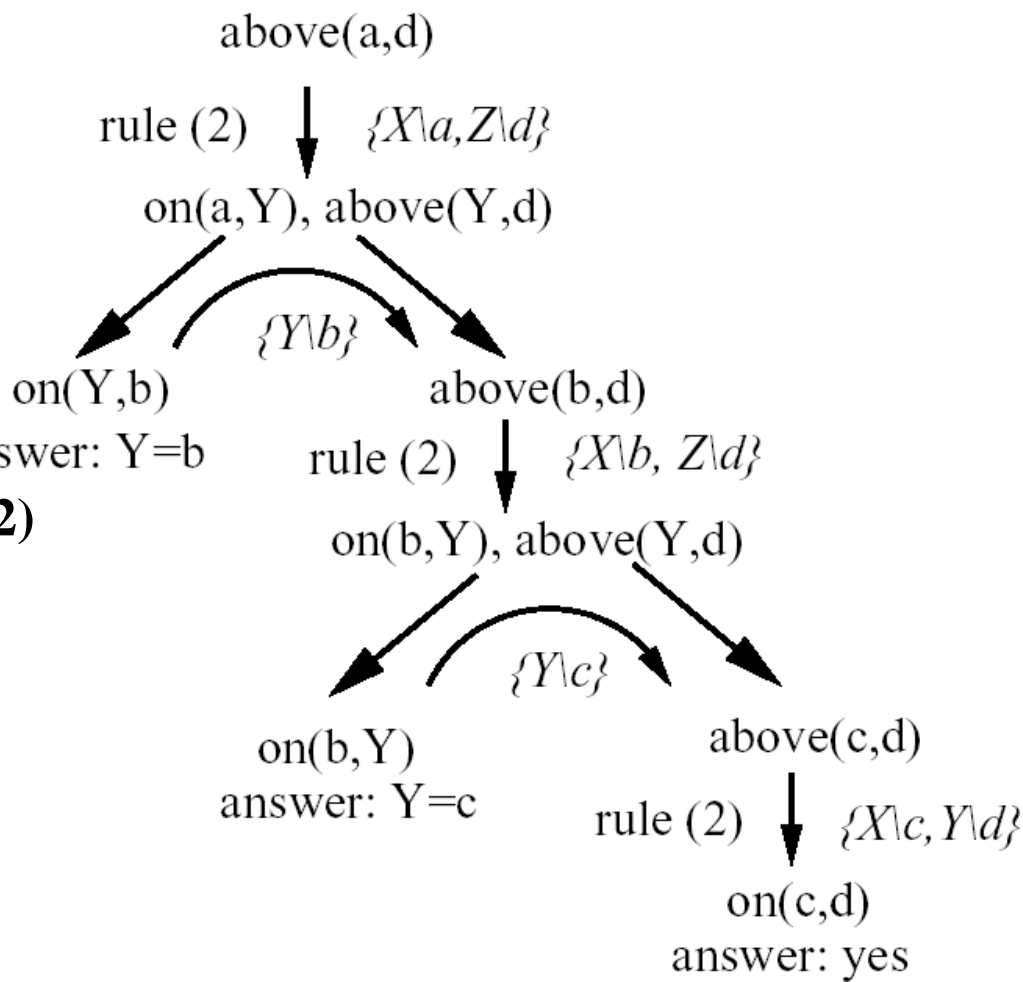 above(a,d)
rule (2) {X\a,Z\d}
on(a,Y), above(Y,d)
{Y\b}
on(Y,b) above(b,d)
swer: Y=b rule (2) {X\b, Z\d}
2)
on(b,Y), above(Y,d)
{Y\c}
on(b,Y) above(c,d)
answer: Y=c rule (2) {X\c,Y\d}
on(c,d)
answer: yes